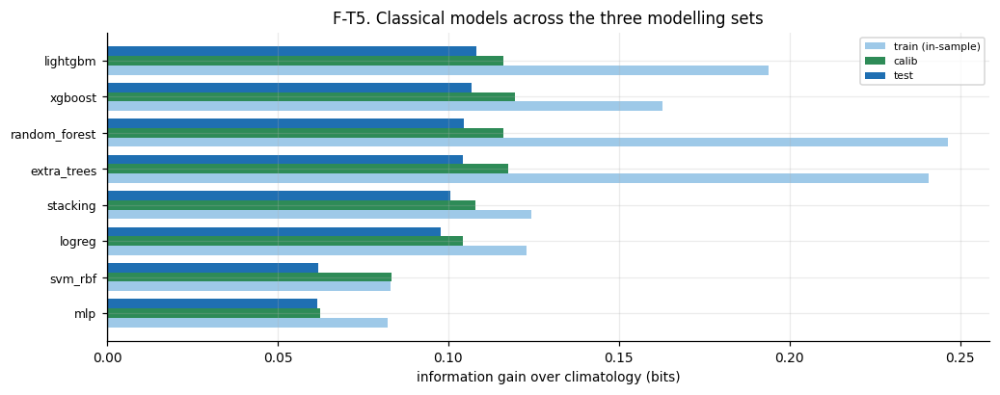 F-T5. Classical models across the three modelling sets
train (in-sample)
calib
test
lightgbm
xgboost
random_forest
extra_trees
stacking
logreg
svm_rbf
mlp
0.00 0.05 0.10 0.15 0.20 0.25
information gain over climatology (bits)